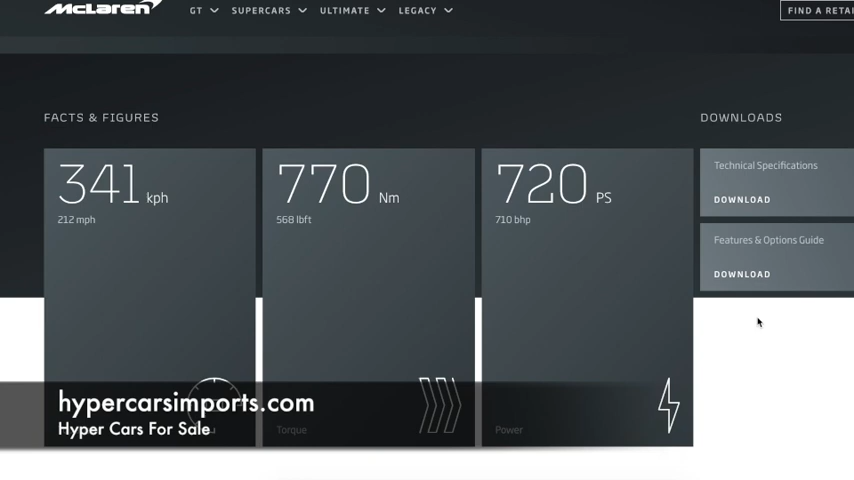 McLaren
GT SUPERCARS ULTIMATE LEGACY
FIND A RETAI
FACTS & FIGURES
DOWNLOADS
341 kph
212 mph
770 Nm
568 lbft
720 PS
710 bhp
Technical Specifications
DOWNLOAD
Features & Options Guide
DOWNLOAD
hypercarsimports.com
Hyper Cars For Sale
Torque
Power